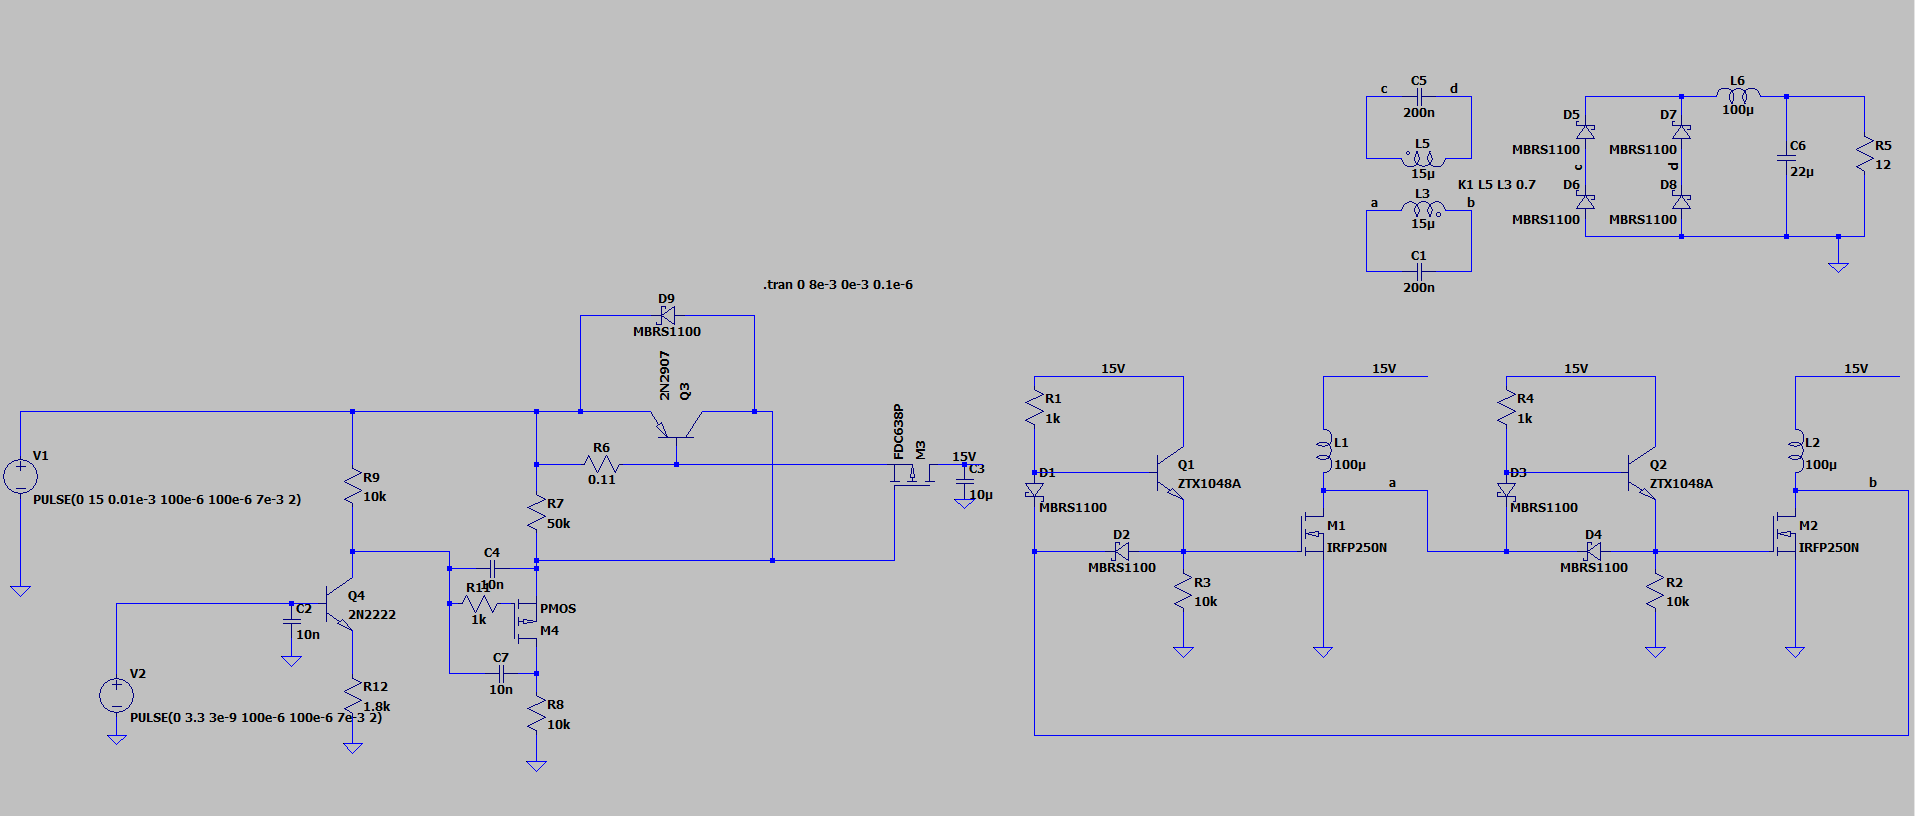 C5
c
d
200n
L5
15µ
K1 L5 L3 0.7
L3
a
b
15µ
C1
200n
L6
100µ
D5
D7
MBRS1100
MBRS1100
c
d
D6
D8
MBRS1100
MBRS1100
C6
22µ
R5
12
.tran 0 8e-3 0e-3 0.1e-6
D9
MBRS1100
2N2907
Q3
R6
0.11
FDC638P
M3
15V
C3
10µ
V1
PULSE(0 15 0.01e-3 100e-6 100e-6 7e-3 2)
R9
10k
R7
50k
C4
10n
R11
1k
PMOS
M4
Q4
2N2222
C2
10n
C7
10n
V2
PULSE(0 3.3 3e-9 100e-6 100e-6 7e-3 2)
R12
1.8k
R8
10k
15V
15V
15V
15V
R1
1k
R4
1k
L1
100µ
L2
100µ
D1
MBRS1100
Q1
ZTX1048A
a
D3
MBRS1100
Q2
ZTX1048A
b
D2
MBRS1100
M1
IRFP250N
D4
MBRS1100
M2
IRFP250N
R3
10k
R2
10k